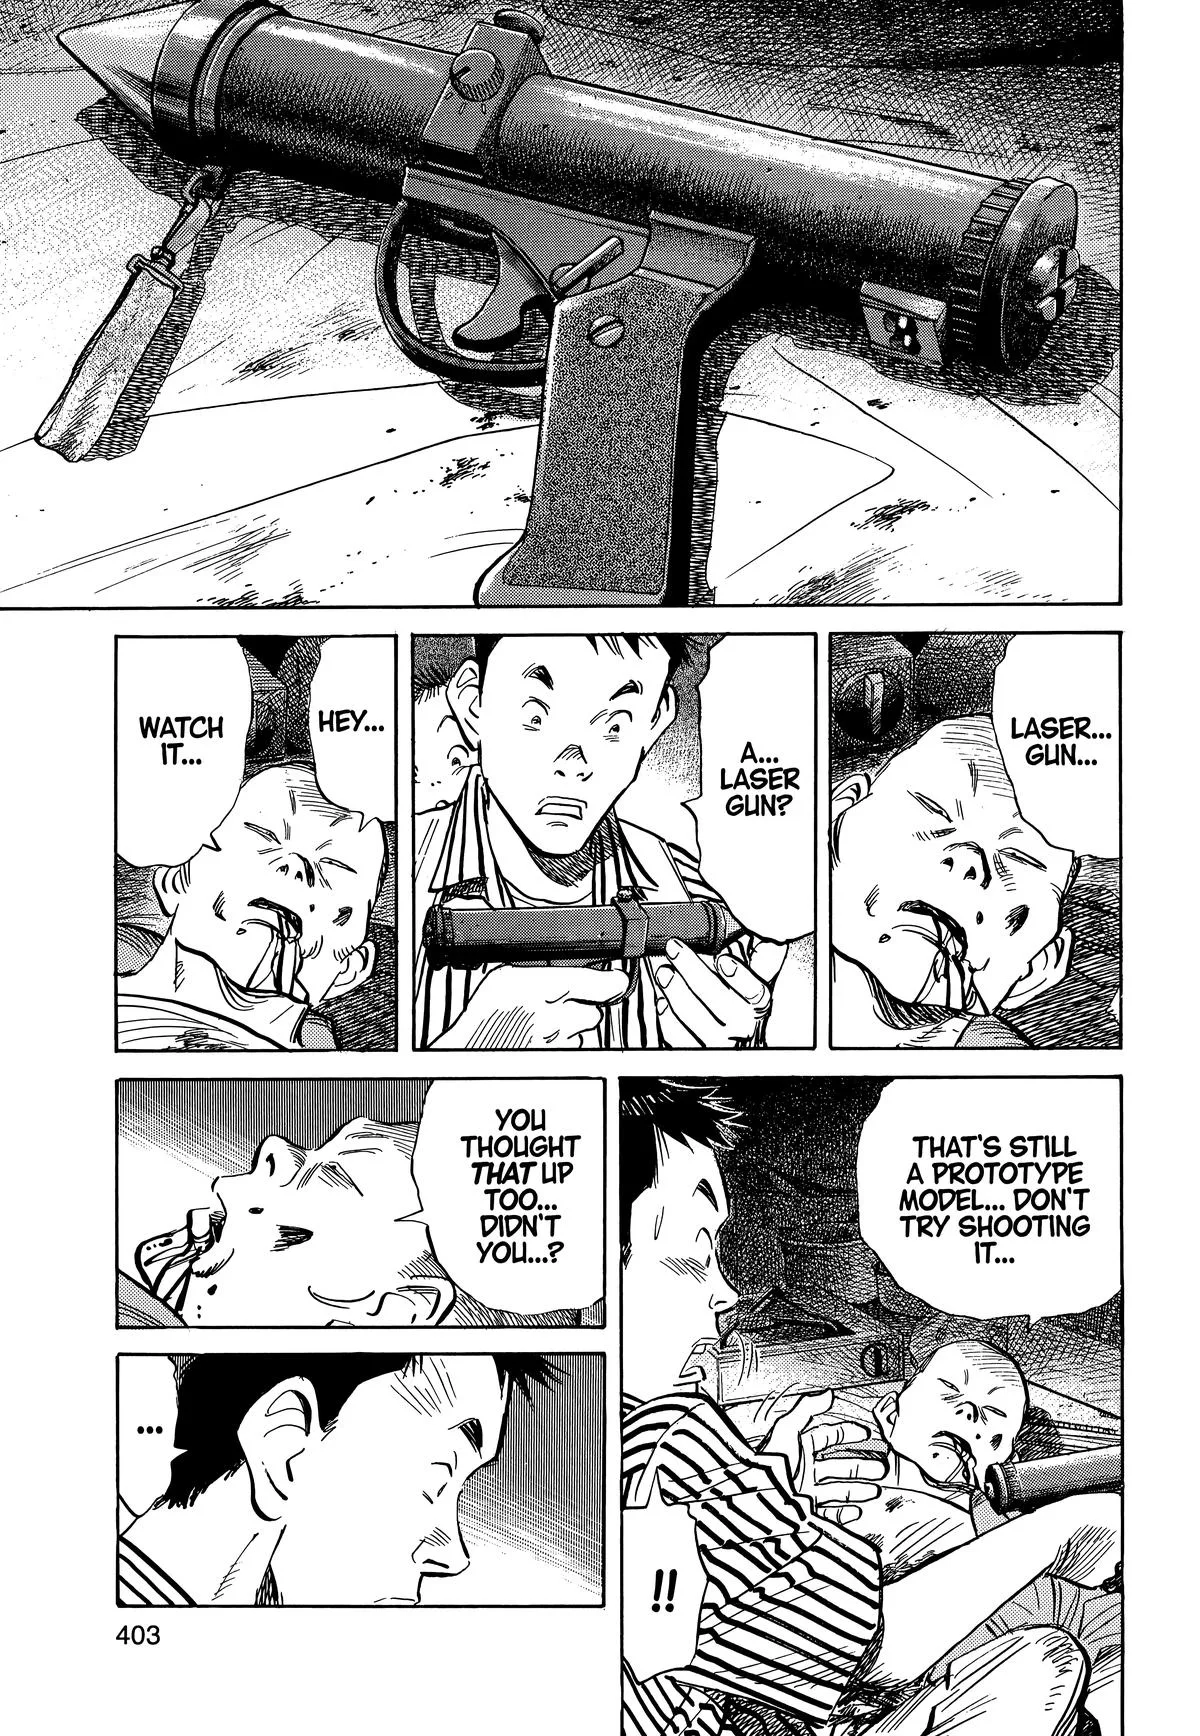 LASER...
GUN...
A...
LASER
GUN?
HEY...
WATCH
IT...
THAT'S STILL
A PROTOTYPE
MODEL... DON'T
TRY SHOOTING
IT...
!!
YOU
THOUGHT
THAT UP
TOO...
DIDN'T
YOU...?
...
403